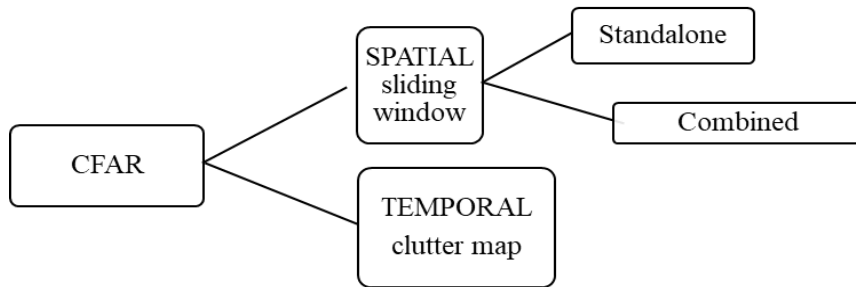 CFAR
SPATIAL
sliding
window
Standalone
Combined
TEMPORAL
clutter map